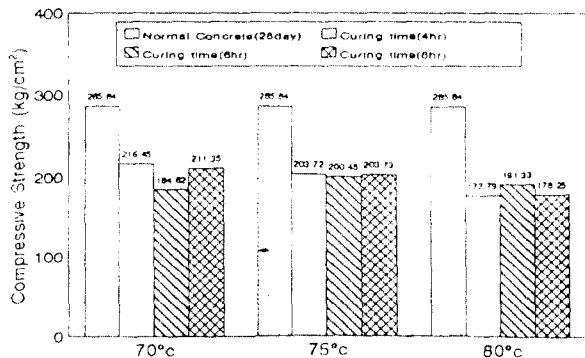 Compressive Strength (kg/cm²)
400
300
200
100
0
Normal Concrete(28day)
Curing time(4hr)
Curing time(6hr)
Curing time(8hr)
285.84
216.45
184.62
211.35
285.84
203.72
200.45
203.73
285.84
191.33
178.25
70°C
75°C
80°C